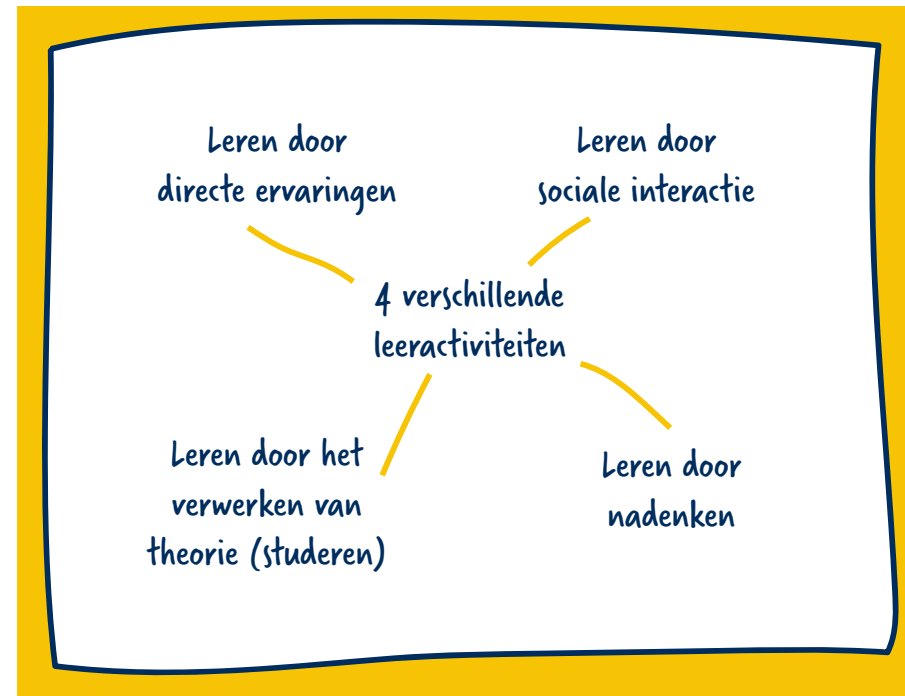 Leren door
directe ervaringen
Leren door
sociale interactie
4 verschillende
leeractiviteiten
Leren door het
verwerken van
theorie (studeren)
Leren door
nadenken